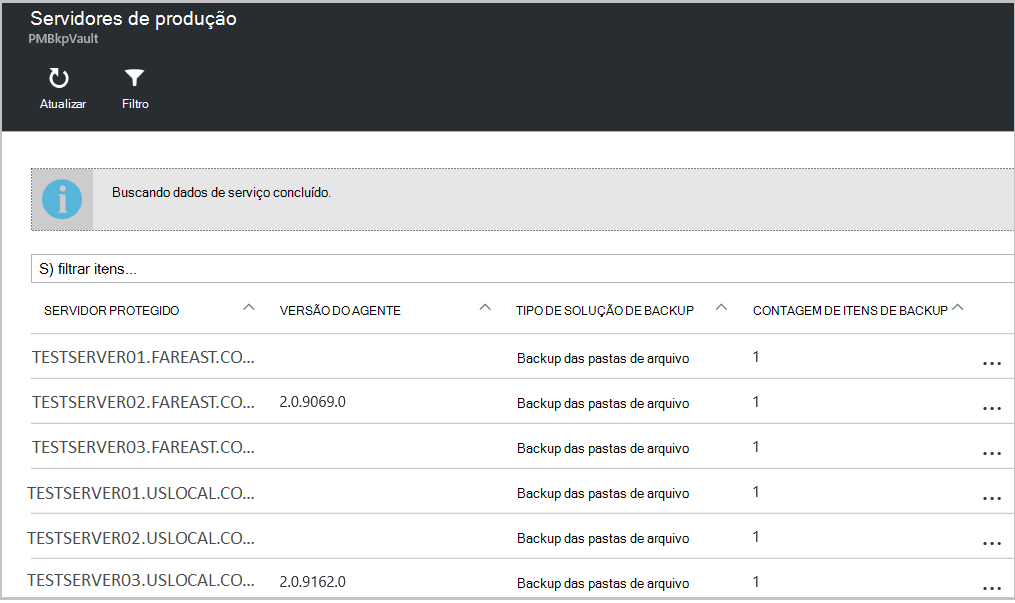 Servidores de produção
PMBkpVault
Atualizar Filtro
Buscando dados de serviço concluído.
S) filtrar itens...
SERVIDOR PROTEGIDO VERSÃO DO AGENTE TIPO DE SOLUÇÃO DE BACKUP CONTAGEM DE ITENS DE BACKUP
TESTSERVER01.FAREAST.CO... Backup das pastas de arquivo 1 ...
TESTSERVER02.FAREAST.CO... 2.0.9069.0 Backup das pastas de arquivo 1 ...
TESTSERVER03.FAREAST.CO... Backup das pastas de arquivo 1 ...
TESTSERVER01.USLOCAL.CO... Backup das pastas de arquivo 1 ...
TESTSERVER02.USLOCAL.CO... Backup das pastas de arquivo 1 ...
TESTSERVER03.USLOCAL.CO... 2.0.9162.0 Backup das pastas de arquivo 1 ...